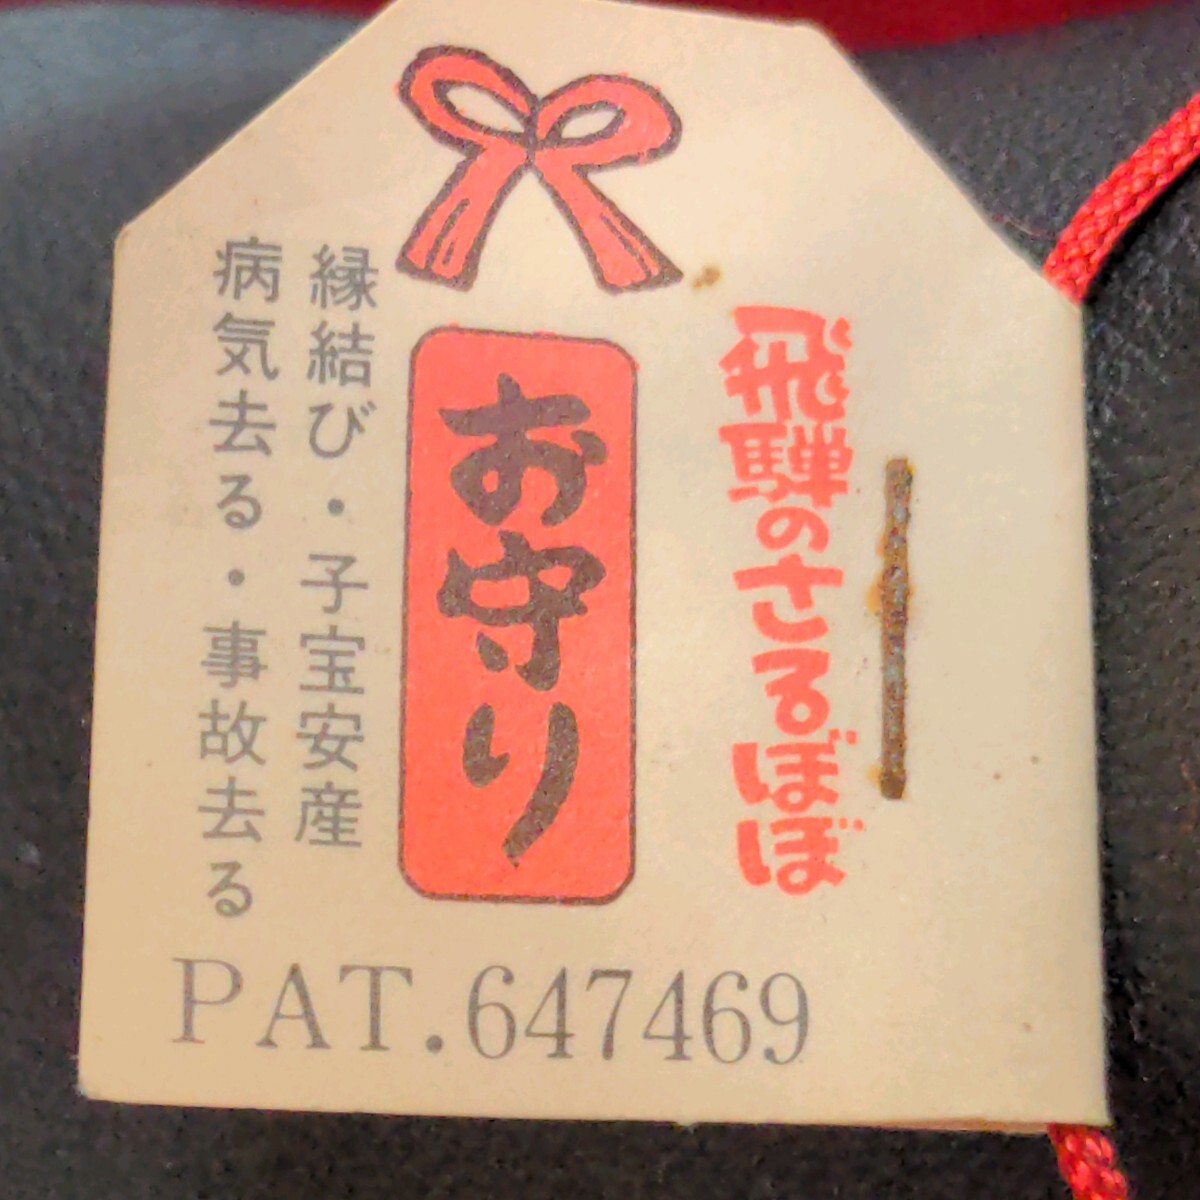 飛騨のさるぼぼ
お守り
縁結び・子宝安産
病気去る・事故去る
PAT.647469